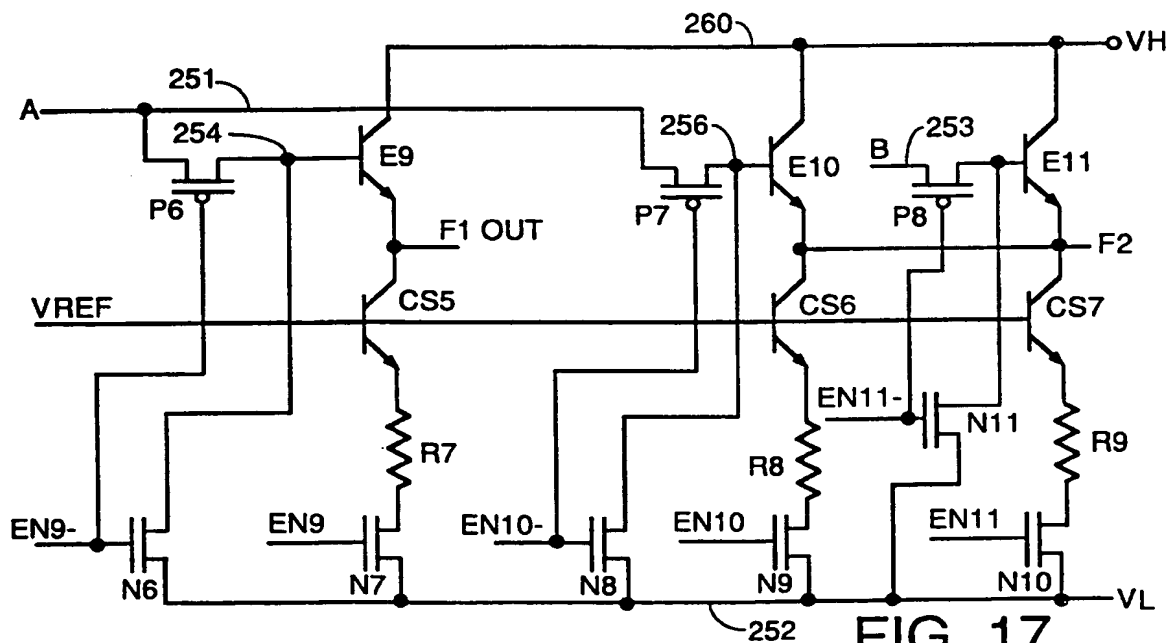 260
VH
251
A
254
256
B
253
E9
E10
E11
P6
P7
P8
F1 OUT
F2
VREF
CS5
CS6
CS7
EN11-
N11
R7
R8
R9
EN9-
EN9
EN10-
EN10
EN11
N6
N7
N8
N9
N10
VL
252
FIG. 17